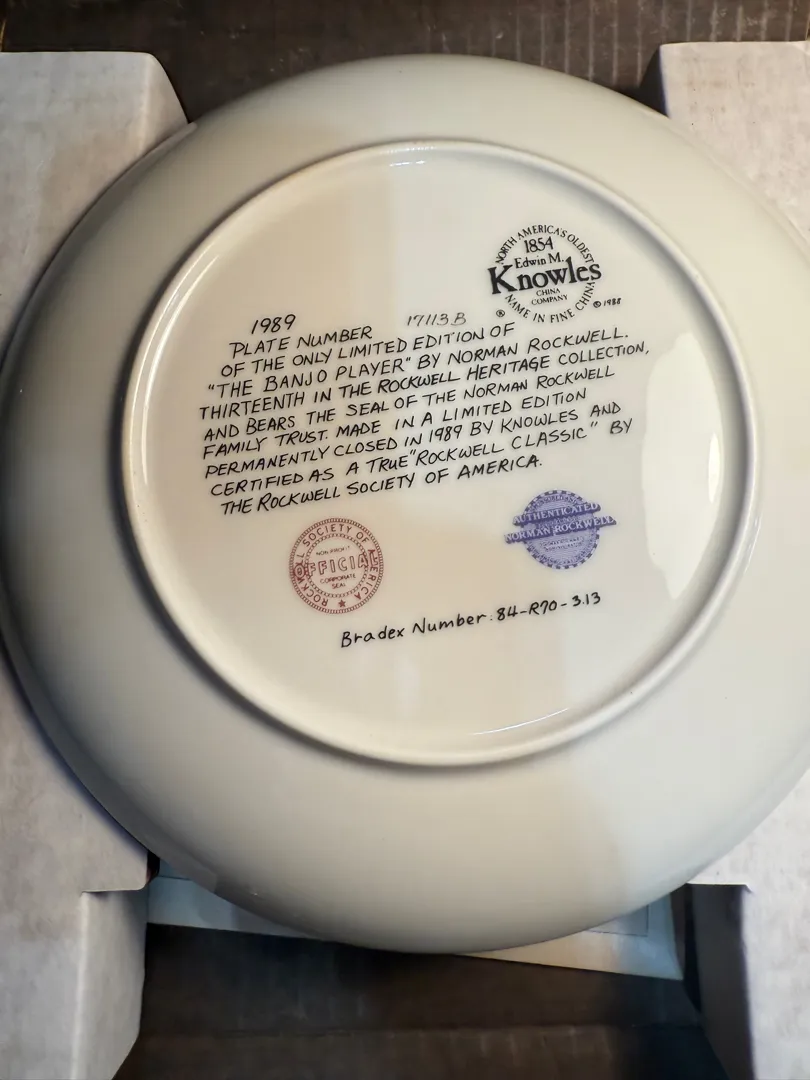 NORTH AMERICA'S OLDEST
1854
Edwin M.
Knowles
CHINA
COMPANY
NAME IN FINE CHINA
® © 1988
1989
PLATE NUMBER 17113B
OF THE ONLY LIMITED EDITION OF
"THE BANJO PLAYER" BY NORMAN ROCKWELL.
THIRTEENTH IN THE ROCKWELL HERITAGE COLLECTION,
AND BEARS THE SEAL OF THE NORMAN ROCKWELL
FAMILY TRUST. MADE IN A LIMITED EDITION
PERMANENTLY CLOSED IN 1989 BY KNOWLES AND
CERTIFIED AS A TRUE "ROCKWELL CLASSIC" BY
THE ROCKWELL SOCIETY OF AMERICA.
AUTHENTICATED
NORMAN ROCKWELL
ROCKWELL SOCIETY OF AMERICA
NON-PROFIT
OFFICIAL
CORPORATE
SEAL
Bradex Number: 84-R70-3.13